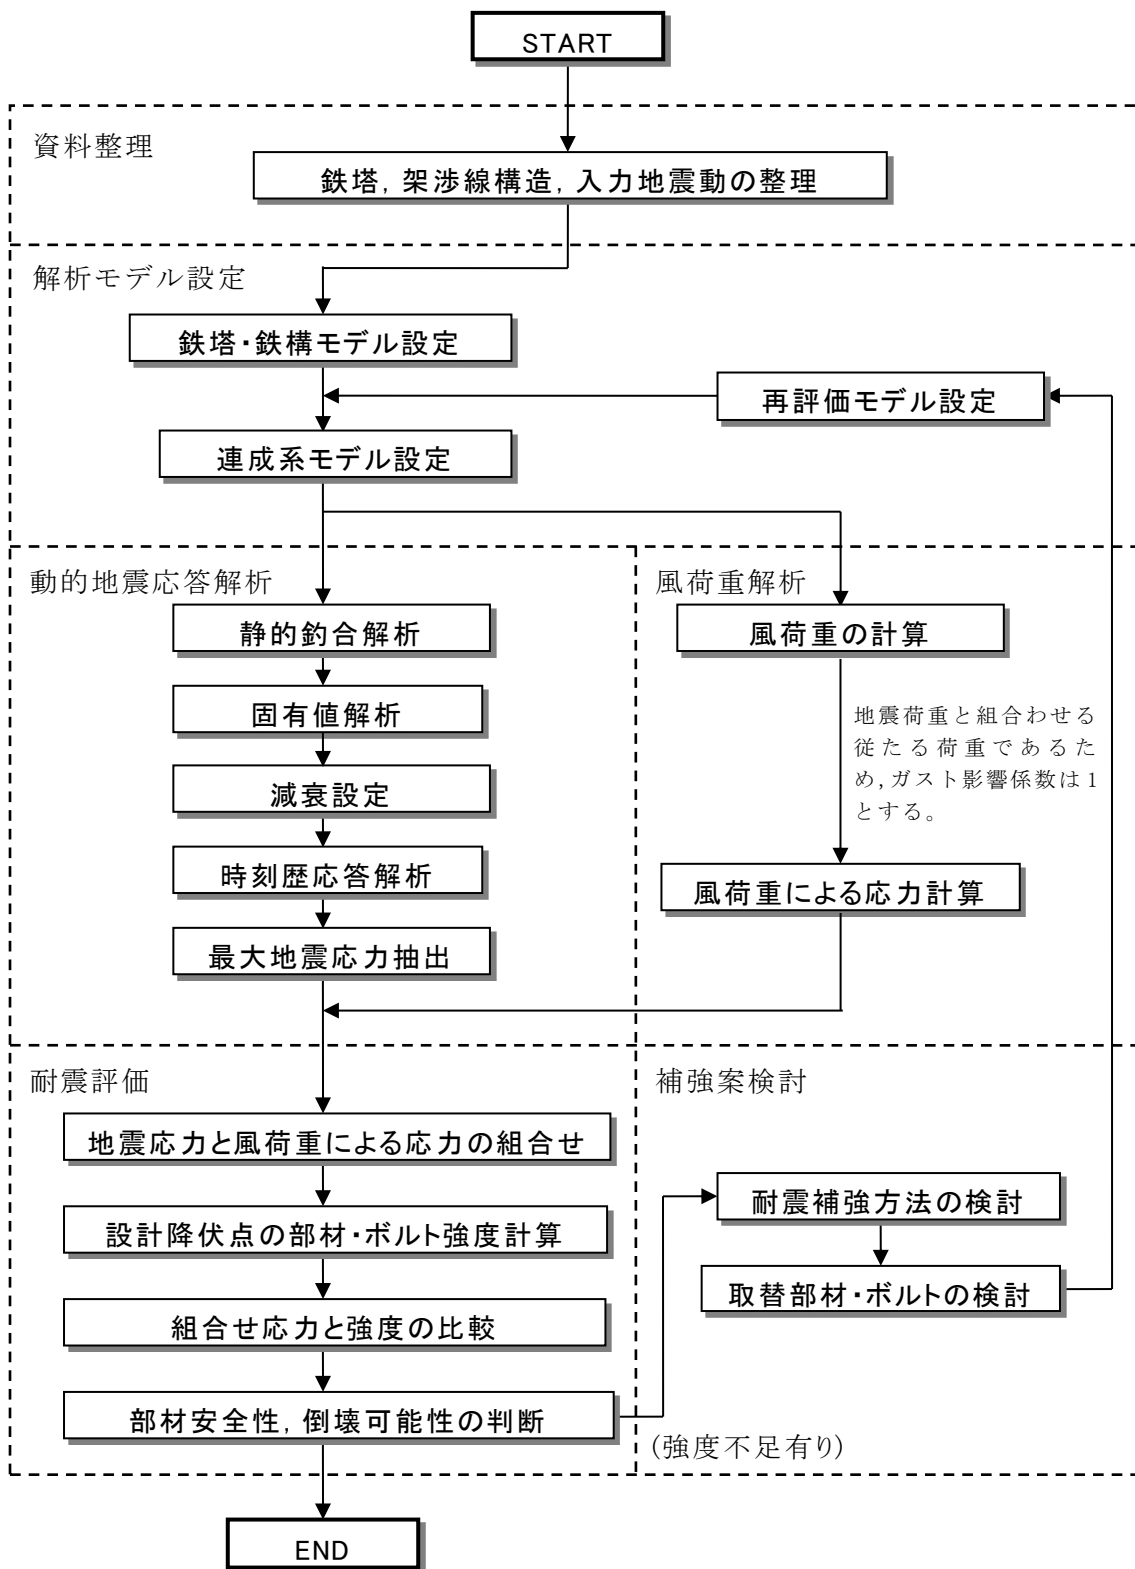 START
資料整理
鉄塔,架渉線構造,入力地震動の整理
解析モデル設定
鉄塔・鉄構モデル設定
再評価モデル設定
連成系モデル設定
動的地震応答解析
静的釣合解析
固有値解析
減衰設定
時刻歴応答解析
最大地震応力抽出
風荷重解析
風荷重の計算
地震荷重と組合わせる
従たる荷重であるた
め,ガスト影響係数は1
とする。
風荷重による応力計算
耐震評価
地震応力と風荷重による応力の組合せ
設計降伏点の部材・ボルト強度計算
組合せ応力と強度の比較
部材安全性,倒壊可能性の判断
補強案検討
耐震補強方法の検討
取替部材・ボルトの検討
(強度不足有り)
END